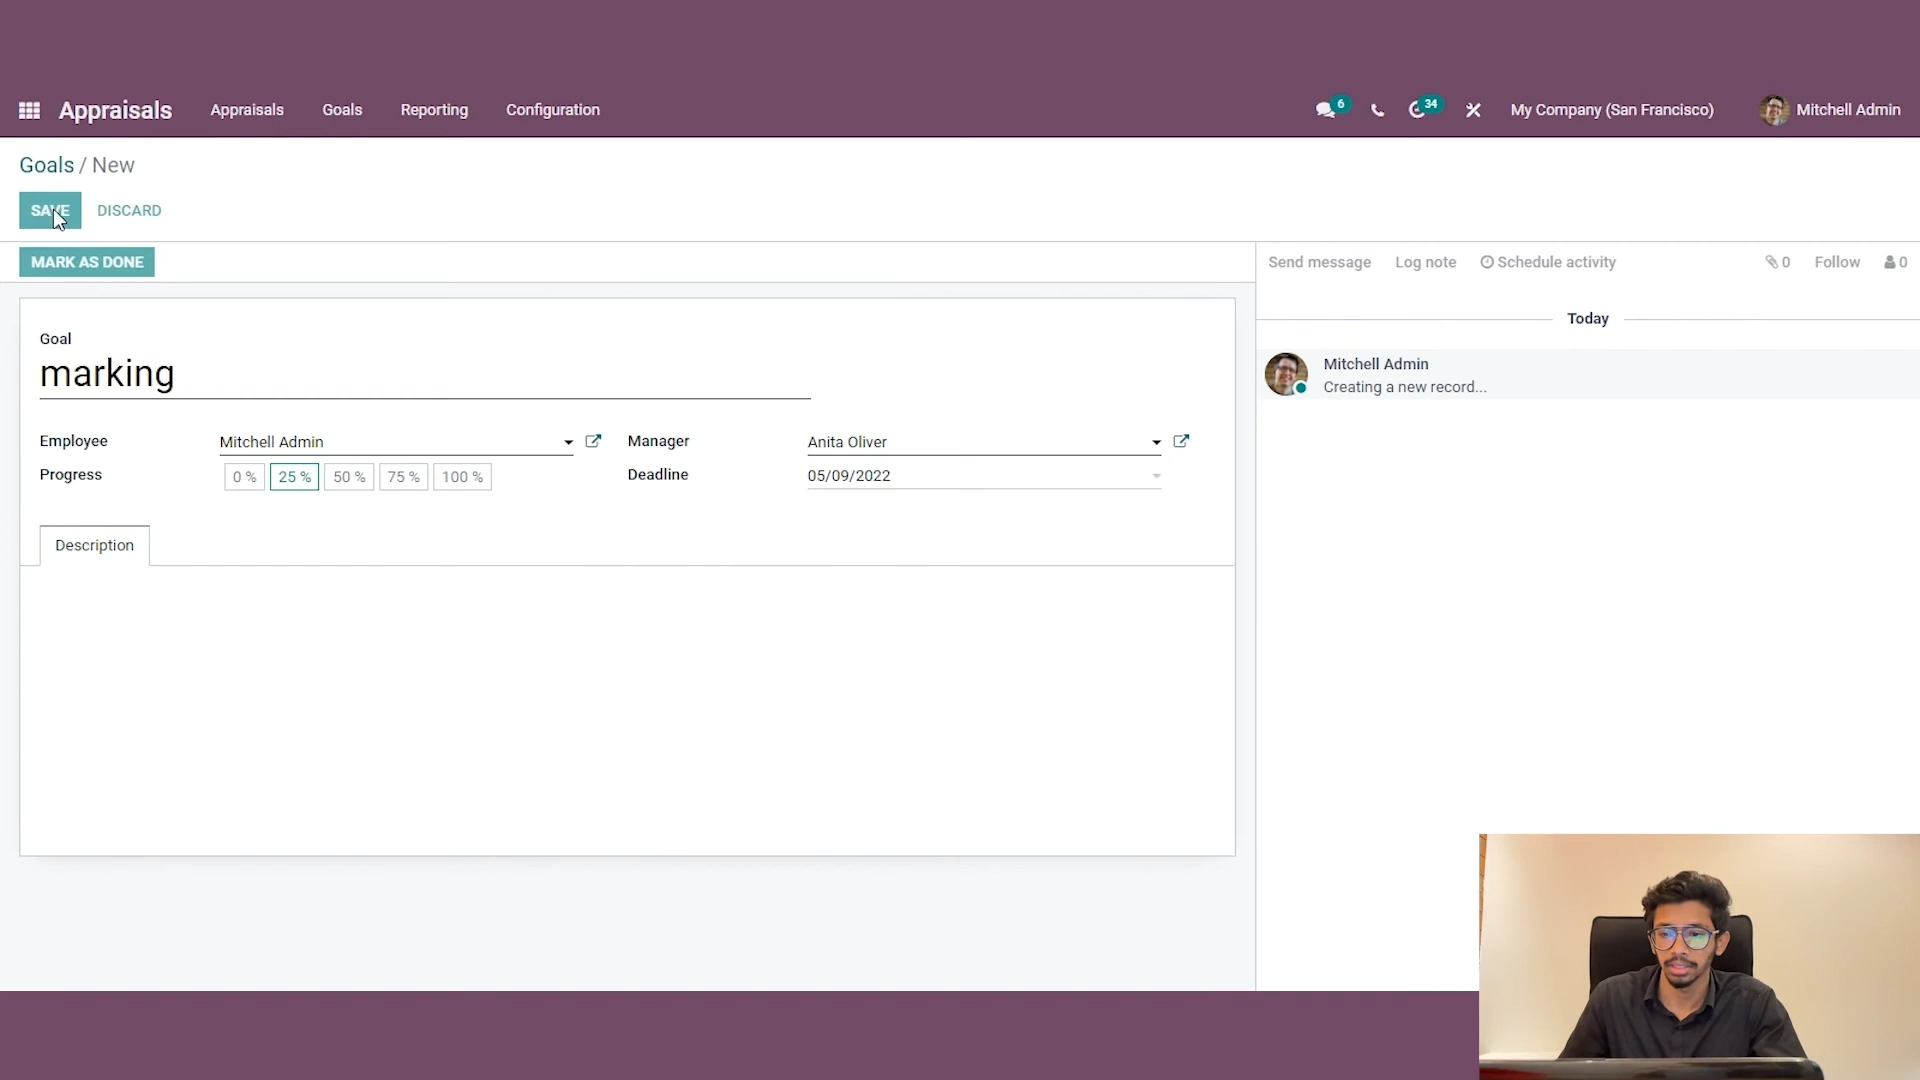 Appraisals Appraisals Goals Reporting Configuration 6 34 My Company (San Francisco) Mitchell Admin
Goals / New
SAVE DISCARD
MARK AS DONE Send message Log note Schedule activity 0 Follow 0
Today
Goal
marking
Mitchell Admin
Creating a new record...
Employee Mitchell Admin Manager Anita Oliver
Progress 0 % 25 % 50 % 75 % 100 % Deadline 05/09/2022
Description